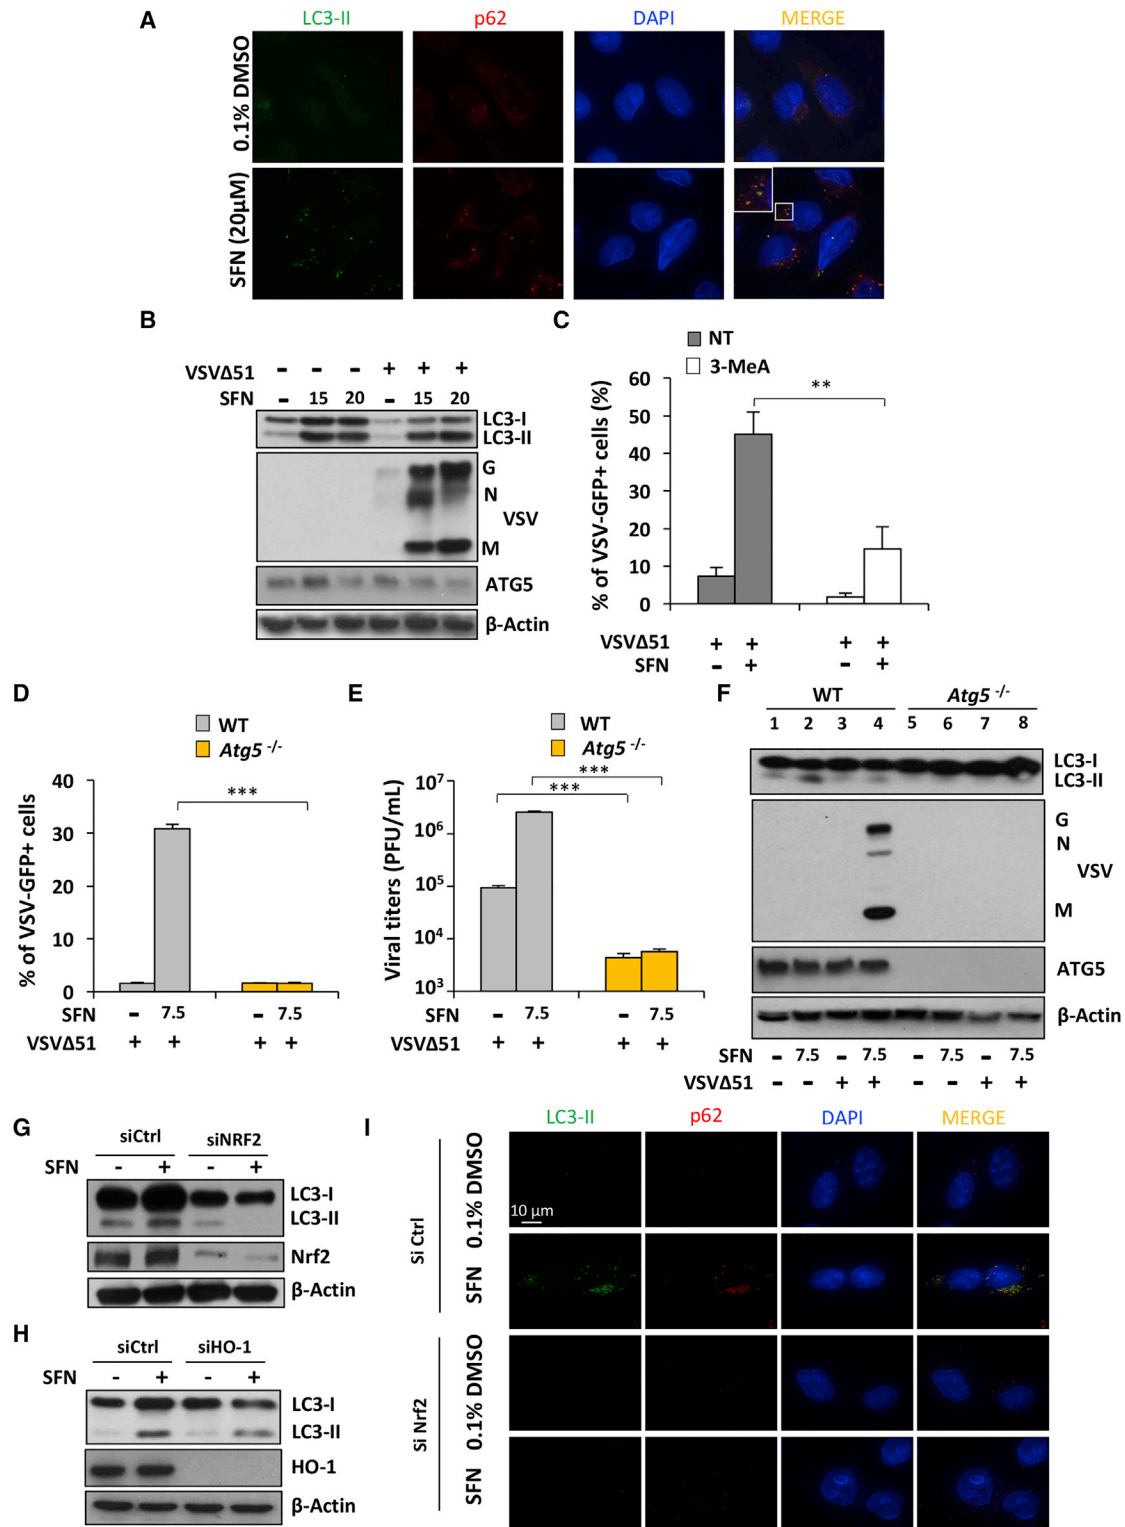 A
LC3-II p62 DAPI MERGE
0.1% DMSO
SFN (20μM)
B
VSVΔ51 - - - + + +
SFN - 15 20 - 15 20
LC3-I
LC3-II
G
N
VSV
M
ATG5
β-Actin
C
NT
3-MeA
**
% of VSV-GFP+ cells (%)
60
50
40
30
20
10
0
VSVΔ51 + + + +
SFN - + - +
D
WT
Atg5 -/-
***
% of VSV-GFP+ cells
40
30
20
10
0
SFN - 7.5 - 7.5
VSVΔ51 + + + +
E
WT
Atg5 -/-
***
***
Viral titers (PFU/mL)
10⁷
10⁶
10⁵
10⁴
10³
SFN - 7.5 - 7.5
VSVΔ51 + + + +
F
WT Atg5 -/-
1 2 3 4 5 6 7 8
LC3-I
LC3-II
G
N
VSV
M
ATG5
β-Actin
SFN - 7.5 - 7.5 - 7.5 - 7.5
VSVΔ51 - - + + - - + +
G
siCtrl siNRF2
SFN - + - +
LC3-I
LC3-II
Nrf2
β-Actin
H
siCtrl siHO-1
SFN - + - +
LC3-I
LC3-II
HO-1
β-Actin
I
LC3-II p62 DAPI MERGE
Si Ctrl
0.1% DMSO
10 μm
SFN
Si Nrf2
0.1% DMSO
SFN